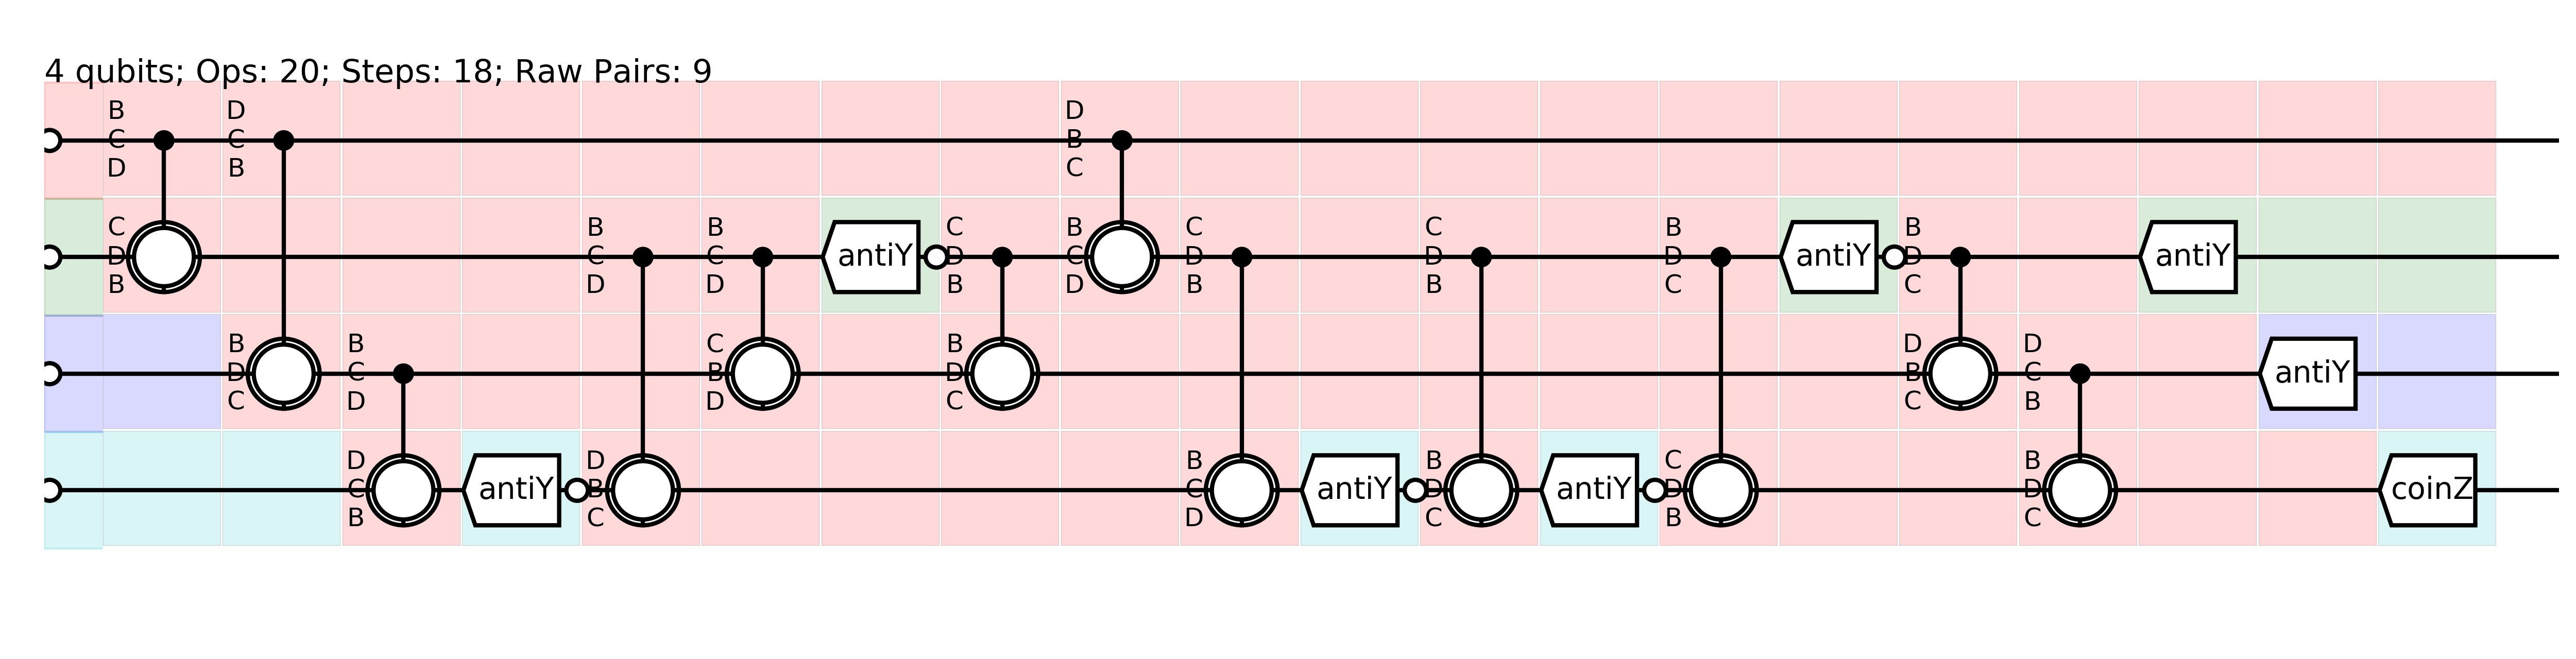 4 qubits; Ops: 20; Steps: 18; Raw Pairs: 9
B D D
C C B
D B C
C B B antiY C B C C B antiY B antiY
D C C D C D D D D
B D D B D B B C C
B B C B D D antiY
D C B D B C
C D D C C B
D antiY D B antiY B antiY C B coinZ
C B C D D D
B C D C B C